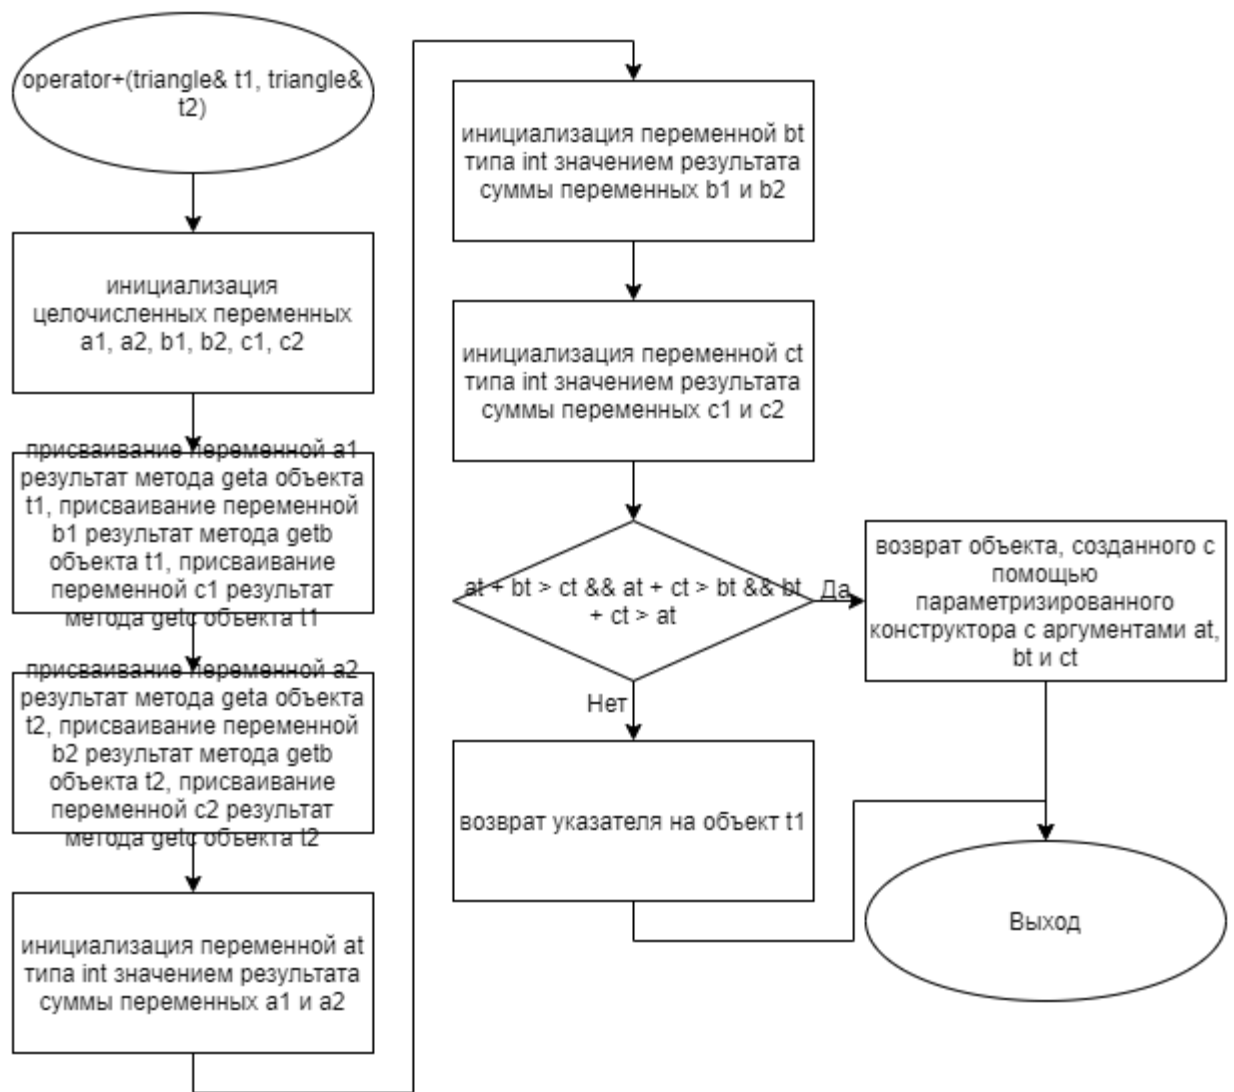 operator+(triangle& t1, triangle&
t2)
инициализация
целочисленных переменных
a1, a2, b1, b2, c1, c2
присваивание переменной a1
результат метода geta объекта
t1, присваивание переменной
b1 результат метода getb
объекта t1, присваивание
переменной c1 результат
метода getc объекта t1
присваивание переменной a2
результат метода geta объекта
t2, присваивание переменной
b2 результат метода getb
объекта t2, присваивание
переменной c2 результат
метода getc объекта t2
инициализация переменной at
типа int значением результата
суммы переменных a1 и a2
инициализация переменной bt
типа int значением результата
суммы переменных b1 и b2
инициализация переменной ct
типа int значением результата
суммы переменных c1 и c2
at + bt > ct && at + ct > bt && bt
+ ct > at
Да
возврат объекта, созданного с
помощью
параметризированного
конструктора с аргументами at,
bt и ct
Нет
возврат указателя на объект t1
Выход